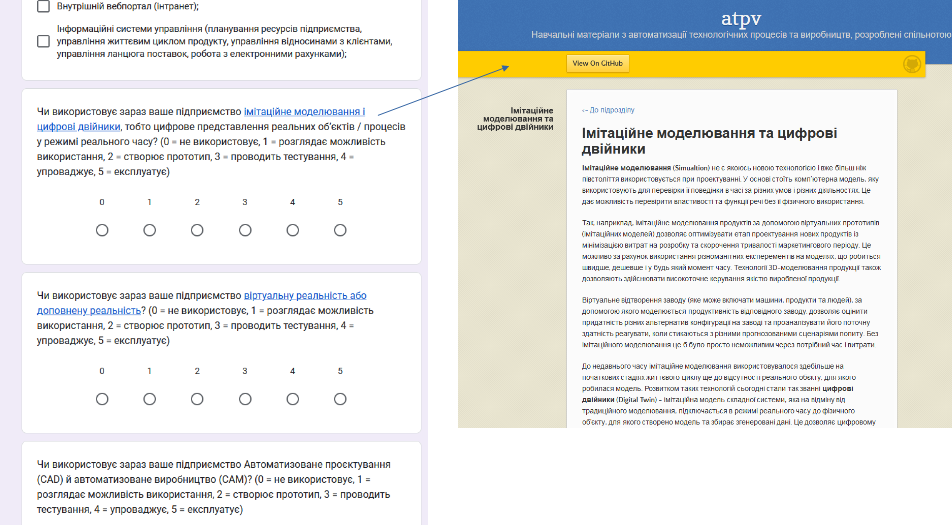 Внутрішній вебпортал (Інтранет);
Інформаційні системи управління (планування ресурсів підприємства,
управління життєвим циклом продукту, управління відносинами з клієнтами,
управління ланцюга поставок, робота з електронними рахунками);
Чи використовує зараз ваше підприємство імітаційне моделювання і
цифрові двійники, тобто цифрове представлення реальних об'єктів / процесів
у режимі реального часу? (0 = не використовує, 1 = розглядає можливість
використання, 2 = створює прототип, 3 = проводить тестування, 4 =
упроваджує, 5 = експлуатує)
0 1 2 3 4 5
Чи використовує зараз ваше підприємство віртуальну реальність або
доповнену реальність? (0 = не використовує, 1 = розглядає можливість
використання, 2 = створює прототип, 3 = проводить тестування, 4 =
упроваджує, 5 = експлуатує)
0 1 2 3 4 5
Чи використовує зараз ваше підприємство Автоматизоване проєктування
(CAD) й автоматизоване виробництво (CAM)? (0 = не використовує, 1 =
розглядає можливість використання, 2 = створює прототип, 3 = проводить
тестування, 4 = упроваджує, 5 = експлуатує)
atpv
Навчальні матеріали з автоматизації технологічних процесів та виробництв, розроблені спільнотою
View On GitHub
Імітаційне
моделювання та
цифрові двійники
<- До підрозділу
Імітаційне моделювання та цифрові
двійники
Імітаційне моделювання (Simualtion) не є якоюсь новою технологією і вже більш ніж
півстоліття використовується при проектуванні. У основі стоїть комп'ютерна модель, яку
використовують для перевірки її поведінки в часі за різних умов і різних діяльностях. Це
дає можливість перевірити властивості та функції речі без її фізичного використання.
Так, наприклад, імітаційне моделювання продуктів за допомогою віртуальних прототипів
(імітаційних моделей) дозволяє оптимізувати етап проектування нових продуктів із
мінімізацією витрат на розробку та скорочення тривалості маркетингового періоду. Це
можливо за рахунок використання різноманітних експерементів на моделях, що робиться
швидше, дешевше і у будь який момент часу. Технології 3D-моделювання продукції також
дозволяють здійснювати високоточне керування якістю виробленої продукції.
Віртуальне відтворення заводу (яке може включати машини, продукти та людей), за
допомогою якого моделюється продуктивність відповідного заводу, дозволяє оцінити
придатність різних альтернатив конфігурації на заводі та проаналізувати його поточну
здатність реагувати, коли стикаються з різними прогнозованими сценаріями попиту. Без
імітаційного моделювання це б було просто неможливим через потрібний час і витрати.
До недавнього часу імітаційне моделювання використовувалося здебільше на
початкових стадіях життєвого циклу ще до відсутності реального обєкту, для якого
робилася модель. Розвитком таких технологій сьогодні стали так званні цифрові
двійники (Digital Twin) - імітаційна модель складної системи, яка на відміну від
традиційного моделювання, підключається в режимі реального часу до фізичного
об'єкту, для якого створено модель та збирає згенеровані дані. Це дозволяє цифровому